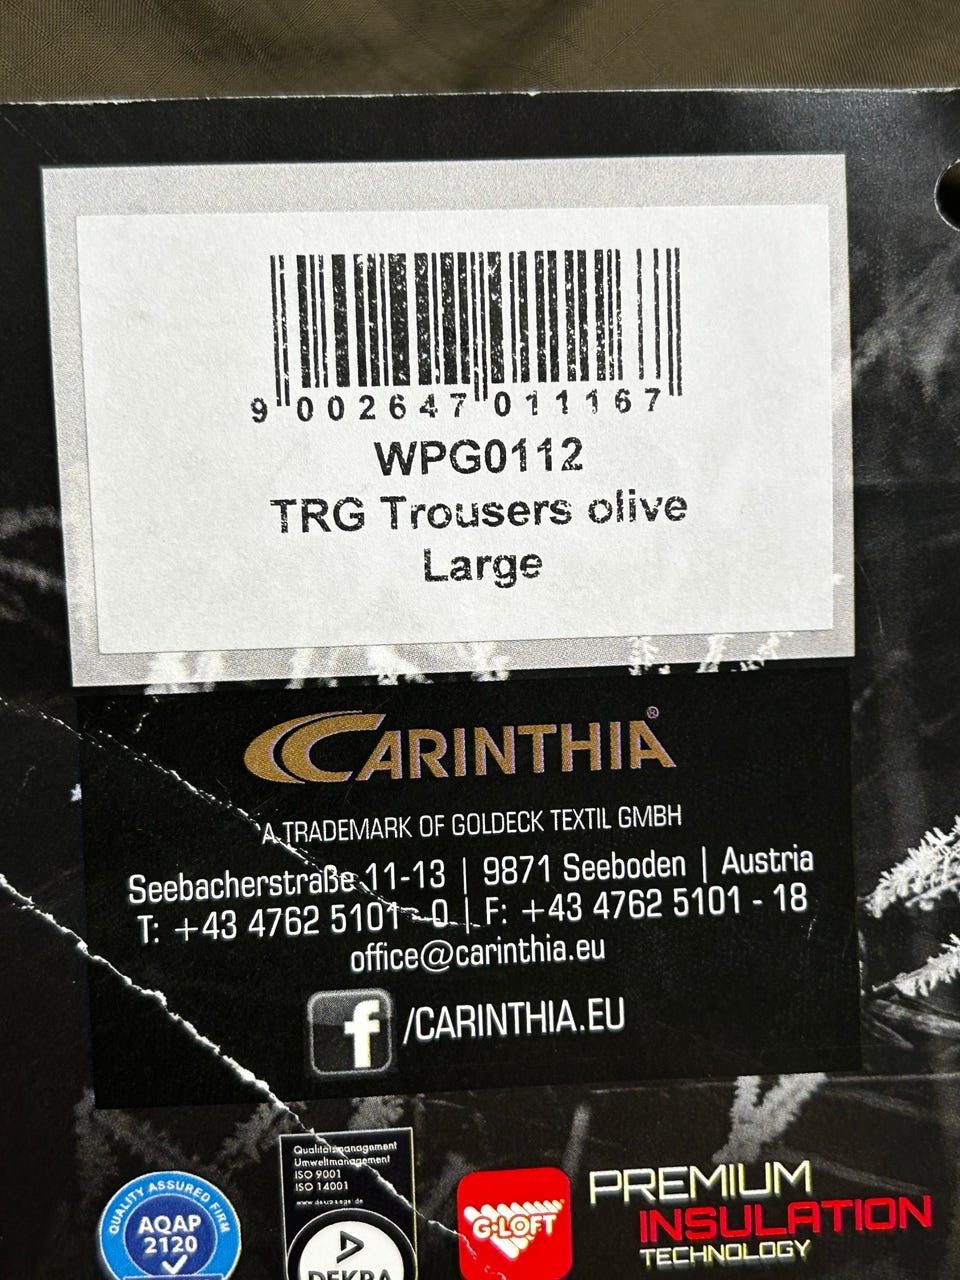 9 002647 011167
WPG0112
TRG Trousers olive
Large
CARINTHIA®
A TRADEMARK OF GOLDECK TEXTIL GMBH
Seebacherstraße 11-13 | 9871 Seeboden | Austria
T: +43 4762 5101 - 0 | F: +43 4762 5101 - 18
office@carinthia.eu
f /CARINTHIA.EU
QUALITY ASSURED FIRM
AQAP
2120
Qualitätsmanagement
Umweltmanagement
ISO 9001
ISO 14001
DEKRA
G-LOFT
PREMIUM
INSULATION
TECHNOLOGY